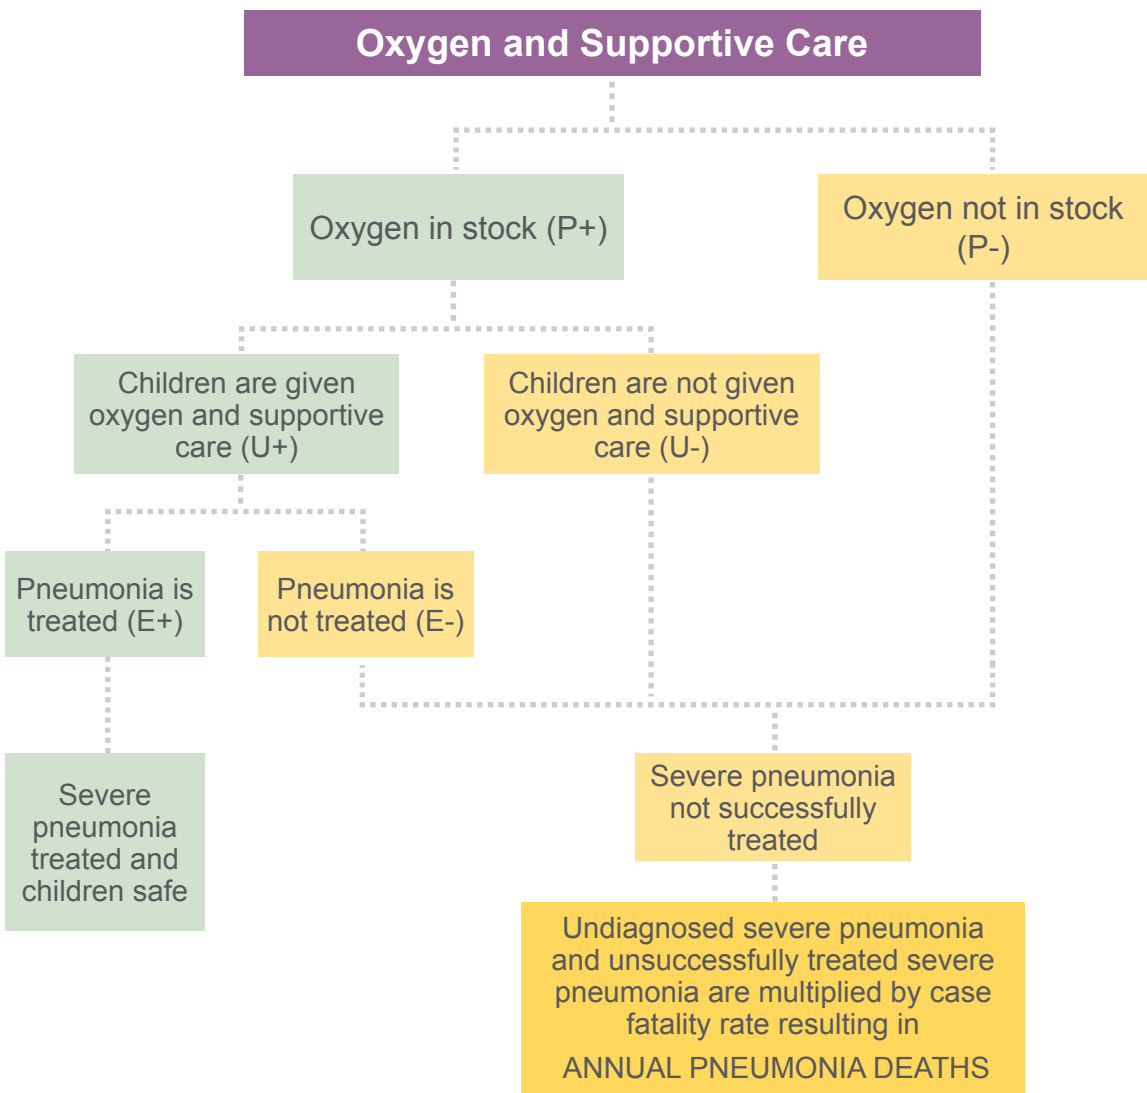 Oxygen and Supportive Care
Oxygen in stock (P+)
Oxygen not in stock
(P-)
Children are given
oxygen and supportive
care (U+)
Children are not given
oxygen and supportive
care (U-)
Pneumonia is
treated (E+)
Pneumonia is
not treated (E-)
Severe
pneumonia
treated and
children safe
Severe pneumonia
not successfully
treated
Undiagnosed severe pneumonia
and unsuccessfully treated severe
pneumonia are multiplied by case
fatality rate resulting in
ANNUAL PNEUMONIA DEATHS